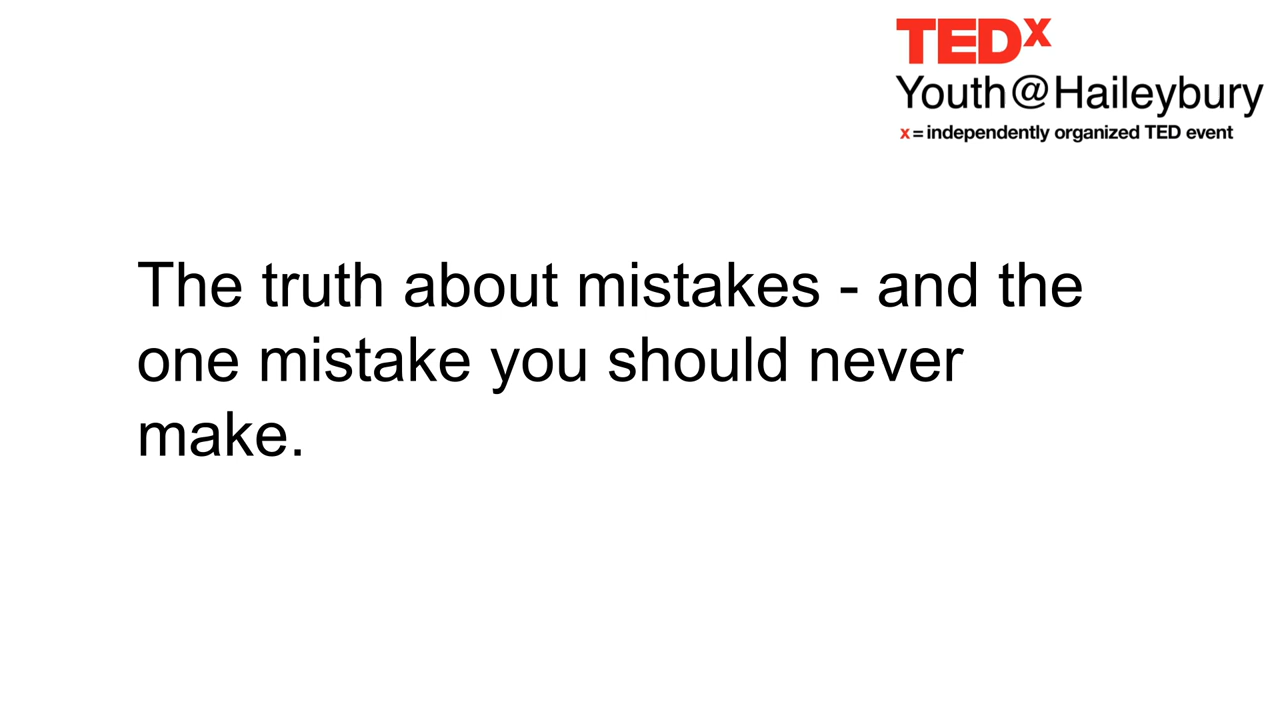 TEDx
Youth@Haileybury
x = independently organized TED event
The truth about mistakes - and the
one mistake you should never
make.